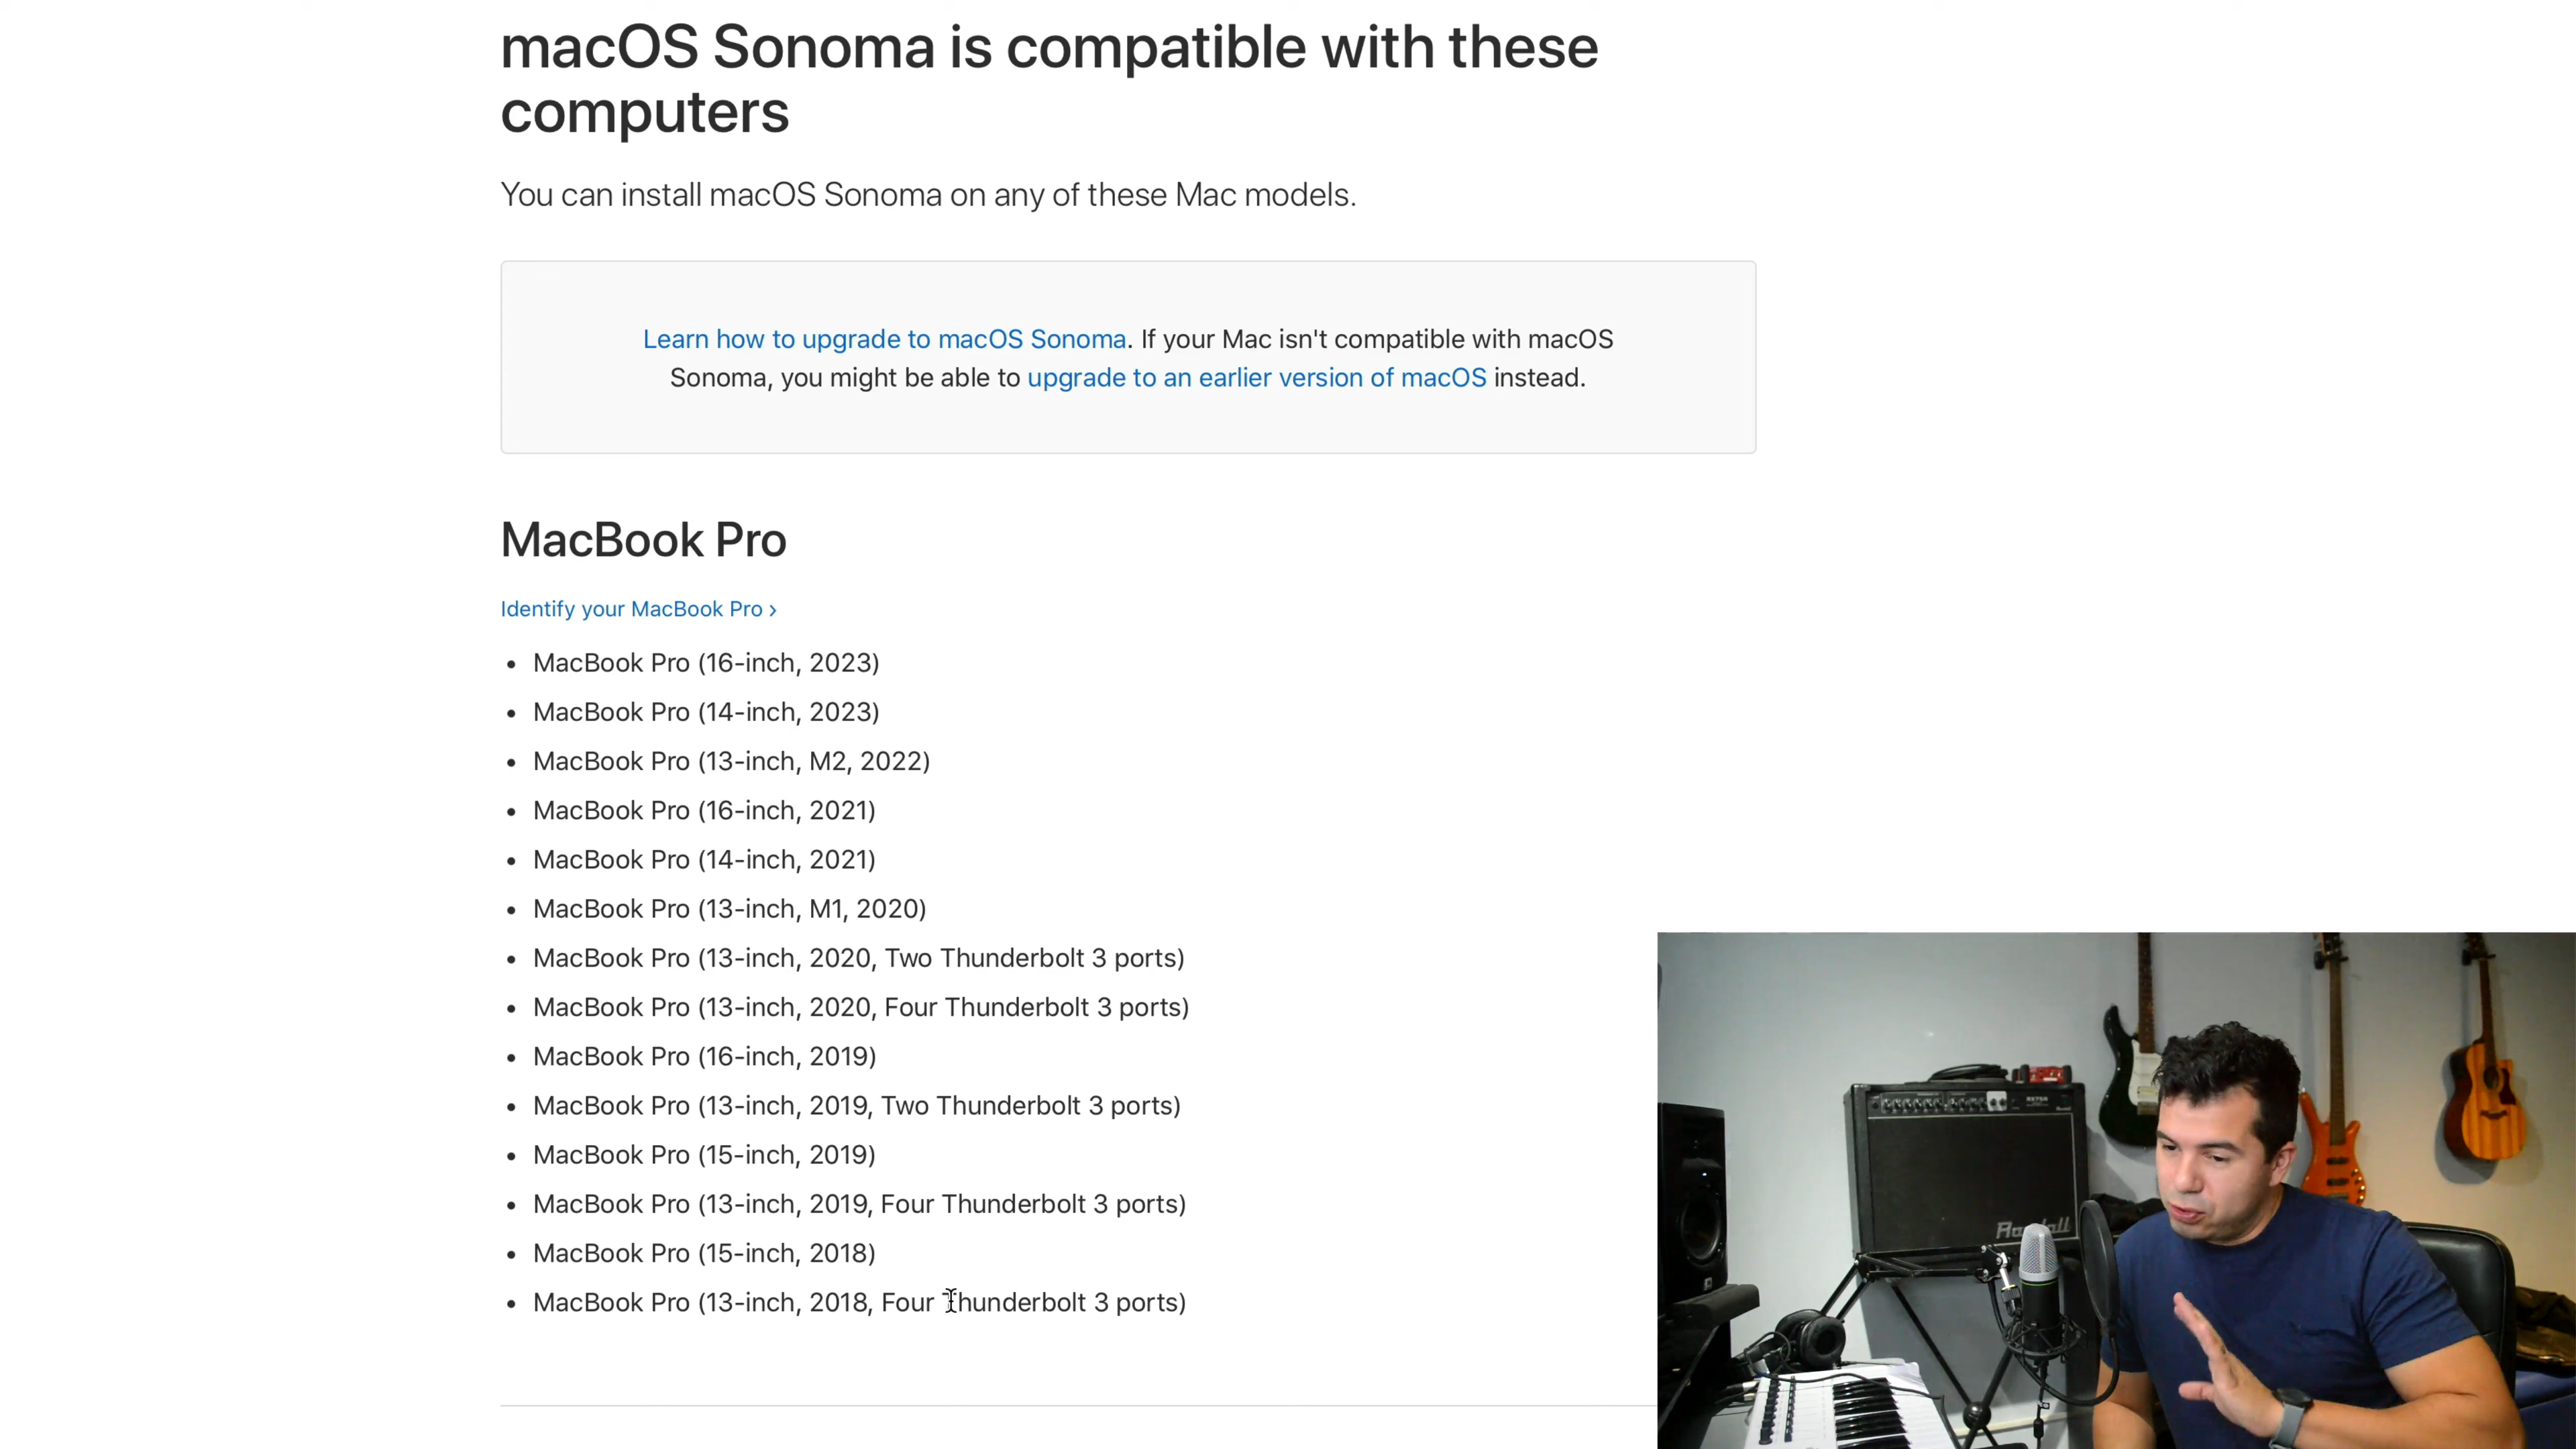 macOS Sonoma is compatible with these
computers
You can install macOS Sonoma on any of these Mac models.
Learn how to upgrade to macOS Sonoma. If your Mac isn't compatible with macOS
Sonoma, you might be able to upgrade to an earlier version of macOS instead.
MacBook Pro
Identify your MacBook Pro ›
• MacBook Pro (16-inch, 2023)
• MacBook Pro (14-inch, 2023)
• MacBook Pro (13-inch, M2, 2022)
• MacBook Pro (16-inch, 2021)
• MacBook Pro (14-inch, 2021)
• MacBook Pro (13-inch, M1, 2020)
• MacBook Pro (13-inch, 2020, Two Thunderbolt 3 ports)
• MacBook Pro (13-inch, 2020, Four Thunderbolt 3 ports)
• MacBook Pro (16-inch, 2019)
• MacBook Pro (13-inch, 2019, Two Thunderbolt 3 ports)
• MacBook Pro (15-inch, 2019)
• MacBook Pro (13-inch, 2019, Four Thunderbolt 3 ports)
• MacBook Pro (15-inch, 2018)
• MacBook Pro (13-inch, 2018, Four Thunderbolt 3 ports)
Randall